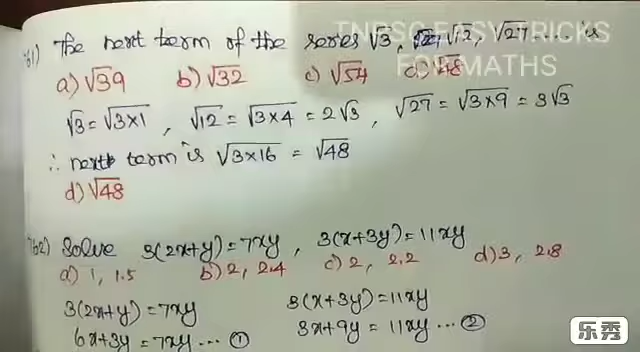 61) The next term of the series √3, √12, √27 .... is
a) √39 b) √32 c) √54 d) √48
√3 = √3×1 , √12 = √3×4 = 2√3 , √27 = √3×9 = 3√3
∴ next term is √3×16 = √48
d) √48
62) Solve 3(2x+y) = 7xy , 3(x+3y) = 11xy
a) 1, 1.5 b) 2, 2.4 c) 2, 2.2 d) 3, 2.8
3(2x+y) = 7xy 3(x+3y) = 11xy
6x+3y = 7xy ... ① 3x+9y = 11xy ... ②
TNPSC EASY TRICKS
FOR MATHS
乐秀